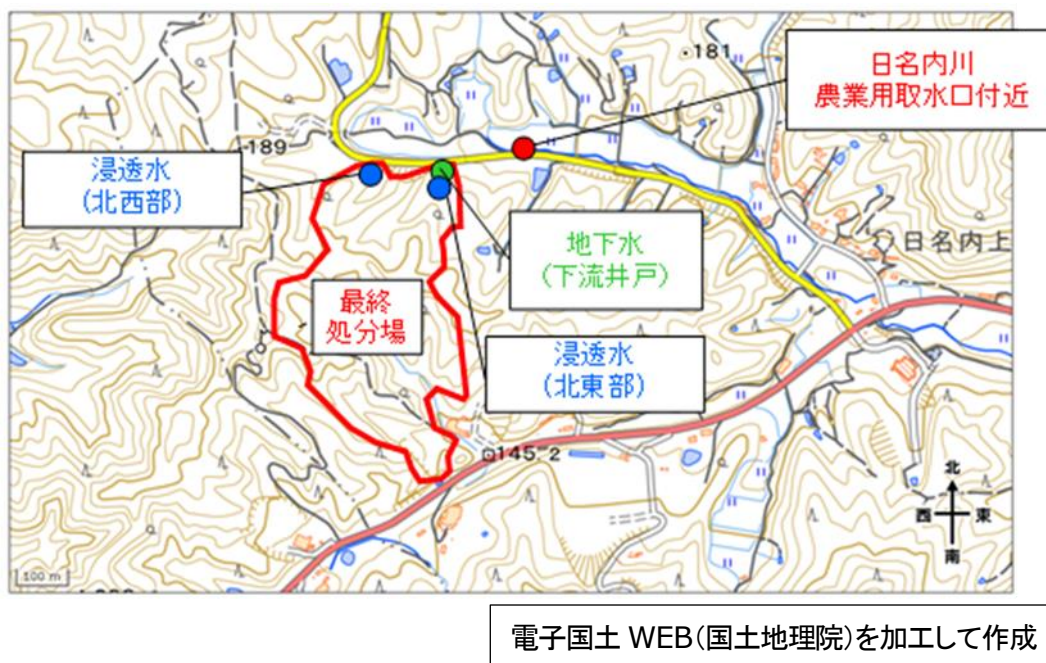 181
日名内川
農業用取水口付近
189
浸透水
(北西部)
日名内上
地下水
(下流井戸)
最終
処分場
浸透水
(北東部)
145.2
北
西
東
南
100 m
電子国土 WEB(国土地理院)を加工して作成